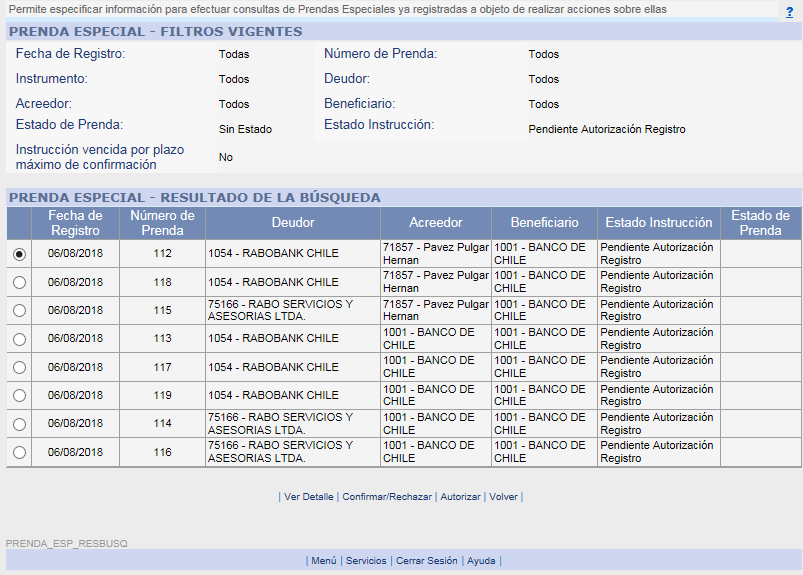 Permite especificar información para efectuar consultas de Prendas Especiales ya registradas a objeto de realizar acciones sobre ellas ?
PRENDA ESPECIAL - FILTROS VIGENTES
Fecha de Registro: Todas Número de Prenda: Todos
Instrumento: Todos Deudor: Todos
Acreedor: Todos Beneficiario: Todos
Estado de Prenda: Sin Estado Estado Instrucción: Pendiente Autorización Registro
Instrucción vencida por plazo
máximo de confirmación No
PRENDA ESPECIAL - RESULTADO DE LA BÚSQUEDA
Fecha de Registro Número de Prenda Deudor Acreedor Beneficiario Estado Instrucción Estado de Prenda
06/08/2018 112 1054 - RABOBANK CHILE 71857 - Pavez Pulgar Hernan 1001 - BANCO DE CHILE Pendiente Autorización Registro
06/08/2018 118 1054 - RABOBANK CHILE 71857 - Pavez Pulgar Hernan 1001 - BANCO DE CHILE Pendiente Autorización Registro
06/08/2018 115 75166 - RABO SERVICIOS Y ASESORIAS LTDA. 71857 - Pavez Pulgar Hernan 1001 - BANCO DE CHILE Pendiente Autorización Registro
06/08/2018 113 1054 - RABOBANK CHILE 1001 - BANCO DE CHILE 1001 - BANCO DE CHILE Pendiente Autorización Registro
06/08/2018 117 1054 - RABOBANK CHILE 1001 - BANCO DE CHILE 1001 - BANCO DE CHILE Pendiente Autorización Registro
06/08/2018 119 1054 - RABOBANK CHILE 1001 - BANCO DE CHILE 1001 - BANCO DE CHILE Pendiente Autorización Registro
06/08/2018 114 75166 - RABO SERVICIOS Y ASESORIAS LTDA. 1001 - BANCO DE CHILE 1001 - BANCO DE CHILE Pendiente Autorización Registro
06/08/2018 116 75166 - RABO SERVICIOS Y ASESORIAS LTDA. 1001 - BANCO DE CHILE 1001 - BANCO DE CHILE Pendiente Autorización Registro
| Ver Detalle | Confirmar/Rechazar | Autorizar | Volver |
PRENDA_ESP_RESBUSQ
| Menú | Servicios | Cerrar Sesión | Ayuda |